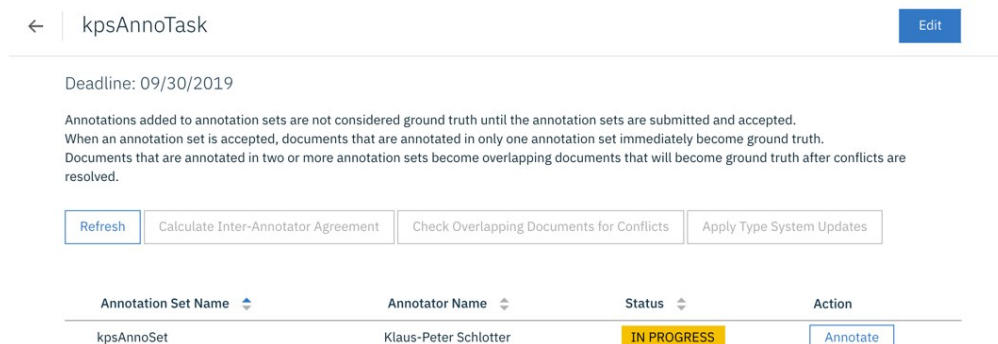 kpsAnnoTask
Edit
Deadline: 09/30/2019
Annotations added to annotation sets are not considered ground truth until the annotation sets are submitted and accepted.
When an annotation set is accepted, documents that are annotated in only one annotation set immediately become ground truth.
Documents that are annotated in two or more annotation sets become overlapping documents that will become ground truth after conflicts are
resolved.
Refresh Calculate Inter-Annotator Agreement Check Overlapping Documents for Conflicts Apply Type System Updates
Annotation Set Name Annotator Name Status Action
kpsAnnoSet Klaus-Peter Schlotter IN PROGRESS Annotate